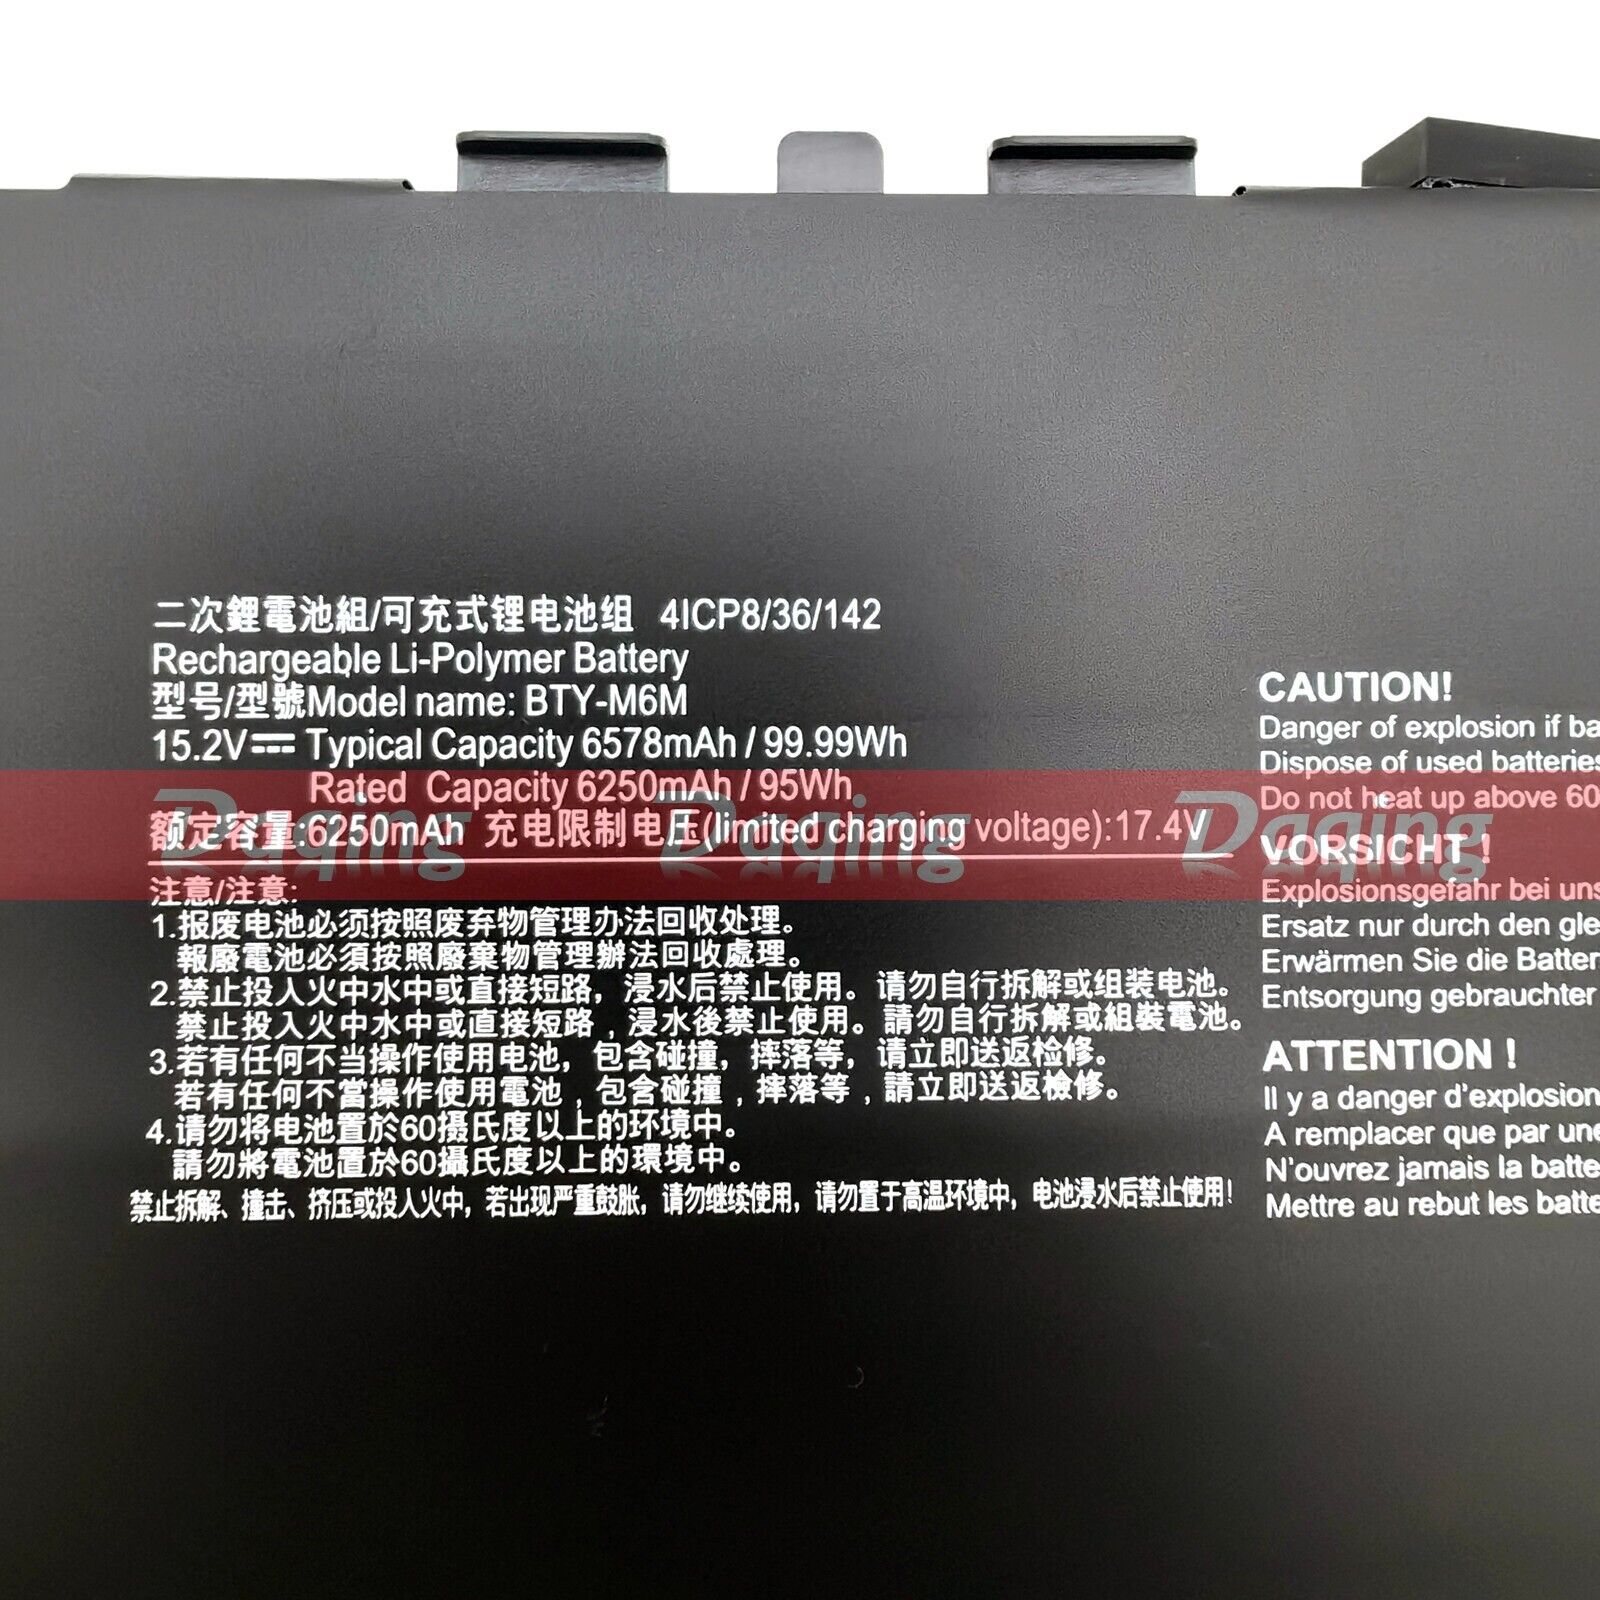 二次鋰電池組/可充式锂电池组 4ICP8/36/142
Rechargeable Li-Polymer Battery
型号/型號Model name: BTY-M6M
15.2V⎓ Typical Capacity 6578mAh / 99.99Wh
Rated Capacity 6250mAh / 95Wh
额定容量:6250mAh 充电限制电压(limited charging voltage):17.4V
注意/注意:
1.报废电池必须按照废弃物管理办法回收处理。
報廢電池必須按照廢棄物管理辦法回收處理。
2.禁止投入火中水中或直接短路，浸水后禁止使用。请勿自行拆解或组装电池。
禁止投入火中水中或直接短路，浸水後禁止使用。請勿自行拆解或組裝電池。
3.若有任何不当操作使用电池，包含碰撞，摔落等，请立即送返检修。
若有任何不當操作使用電池，包含碰撞，摔落等，請立即送返檢修。
4.请勿将电池置於60摄氏度以上的环境中。
請勿將電池置於60攝氏度以上的環境中。
禁止拆解、撞击、挤压或投入火中，若出现严重鼓胀，请勿继续使用，请勿置于高温环境中，电池浸水后禁止使用！
CAUTION!
Danger of explosion if ba
Dispose of used batteries
Do not heat up above 60
VORSICHT !
Explosionsgefahr bei uns
Ersatz nur durch den gle
Erwärmen Sie die Batter
Entsorgung gebrauchter
ATTENTION !
Il y a danger d'explosion
A remplacer que par une
N'ouvrez jamais la batte
Mettre au rebut les batte
Daqing Daqing Daqing